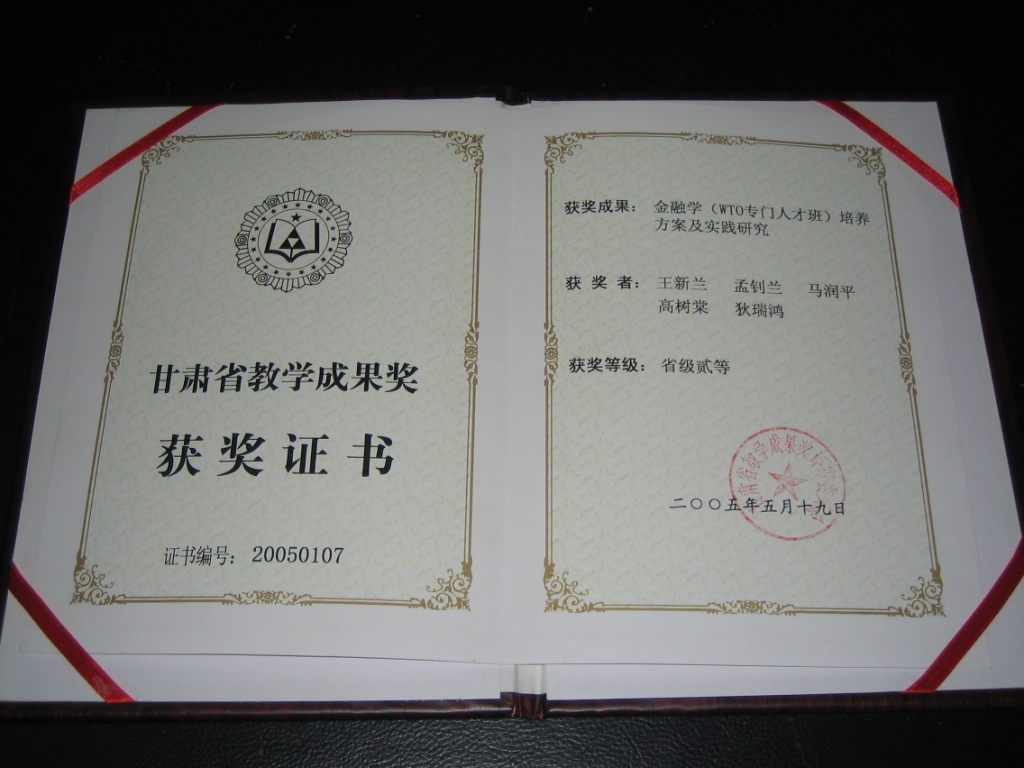 甘肃省教学成果奖
获奖证书
证书编号：20050107
获奖成果：金融学（WTO专门人才班）培养
方案及实践研究
获奖者：王新兰 孟钊兰 马润平
高树棠 狄瑞鸿
获奖等级：省级贰等
二〇〇五年五月十九日